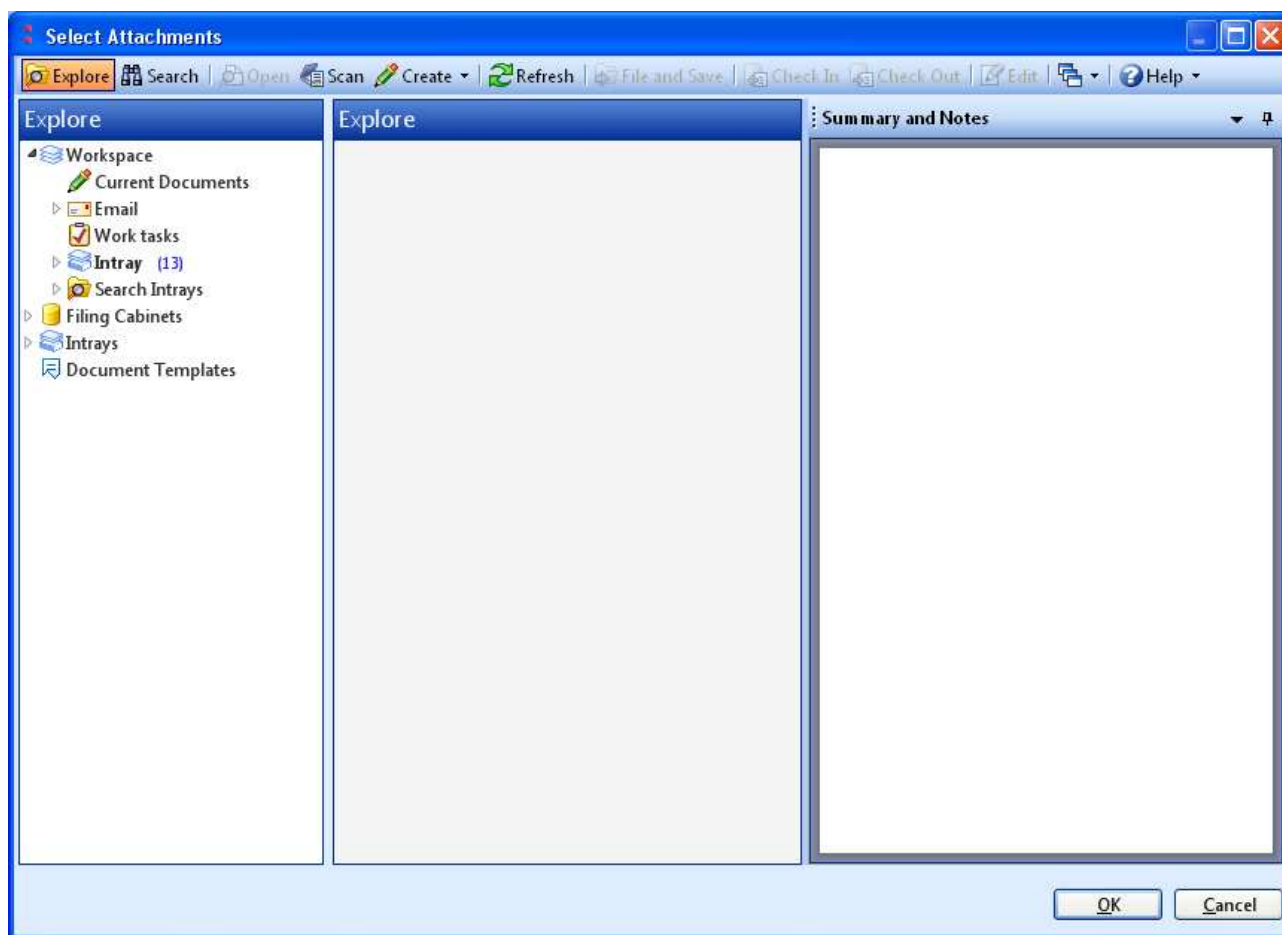 Select Attachments
Explore Search Open Scan Create Refresh File and Save Check In Check Out Edit Help
Explore
Explore
Summary and Notes
Workspace
Current Documents
Email
Work tasks
Intray (13)
Search Intrays
Filing Cabinets
Intrays
Document Templates
OK Cancel